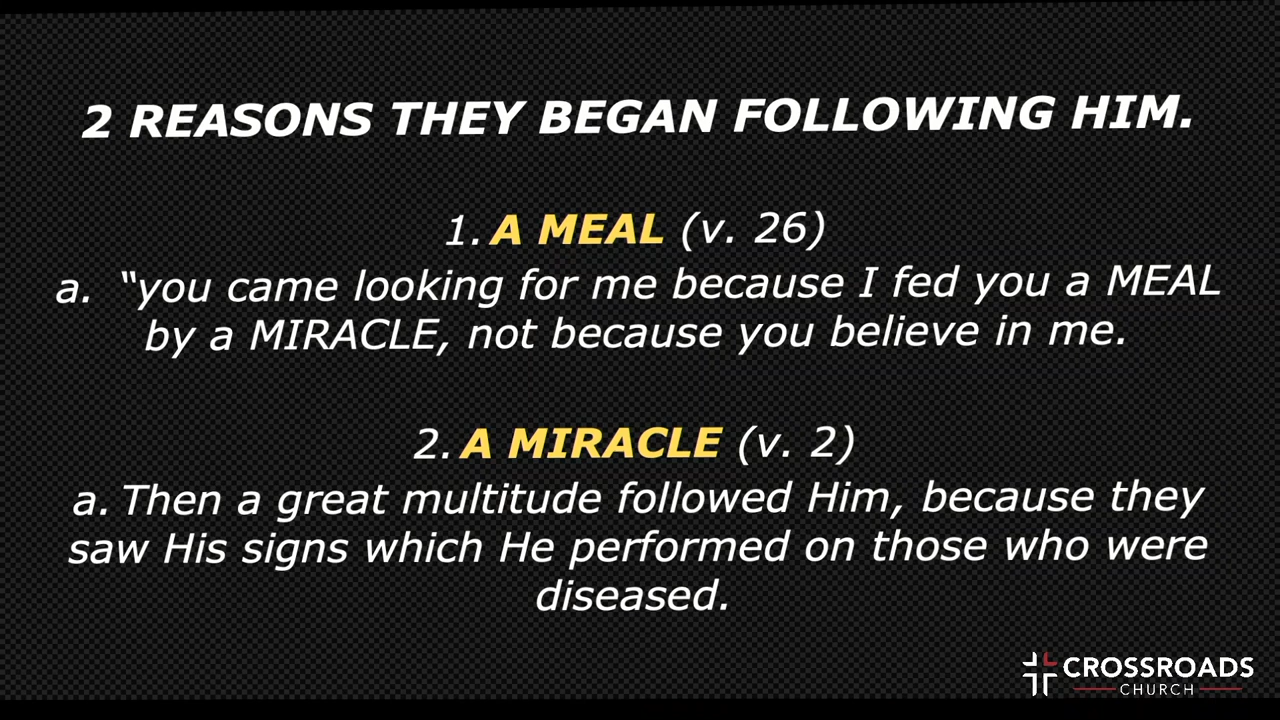 2 REASONS THEY BEGAN FOLLOWING HIM.
1. A MEAL (v. 26)
a. “you came looking for me because I fed you a MEAL
by a MIRACLE, not because you believe in me.
2. A MIRACLE (v. 2)
a. Then a great multitude followed Him, because they
saw His signs which He performed on those who were
diseased.
CROSSROADS
CHURCH